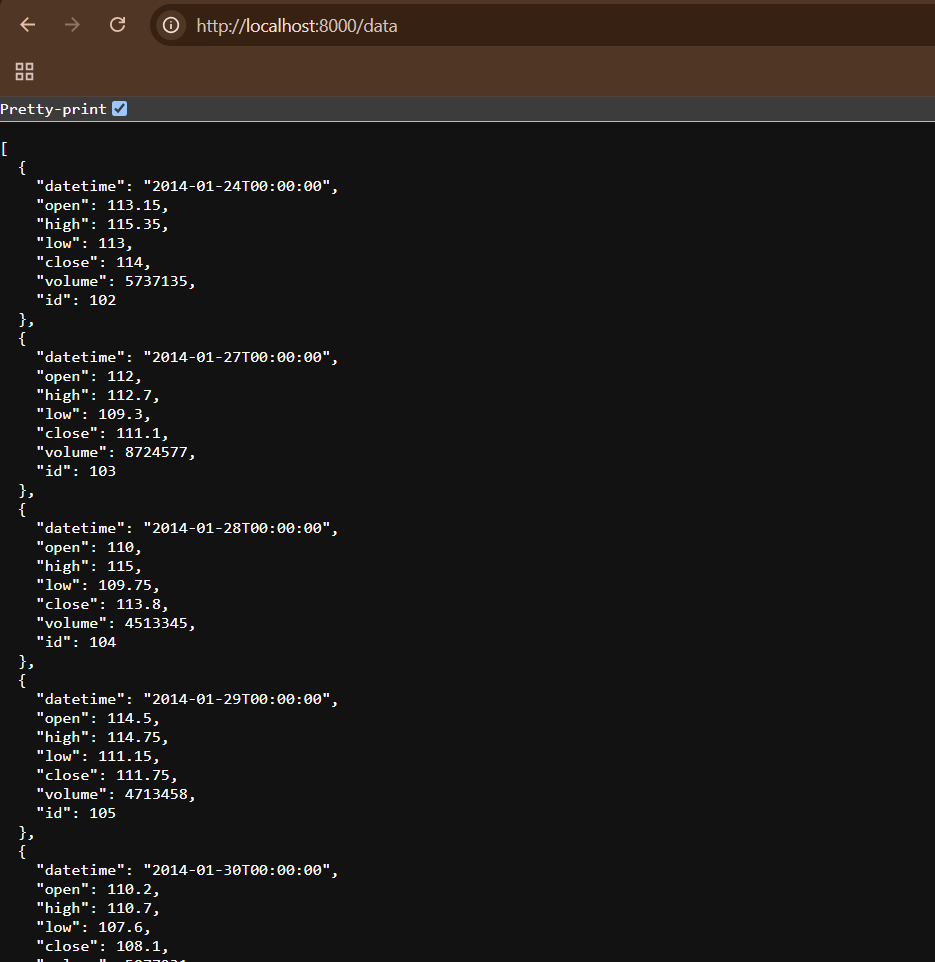 http://localhost:8000/data
Pretty-print
[
  {
    "datetime": "2014-01-24T00:00:00",
    "open": 113.15,
    "high": 115.35,
    "low": 113,
    "close": 114,
    "volume": 5737135,
    "id": 102
  },
  {
    "datetime": "2014-01-27T00:00:00",
    "open": 112,
    "high": 112.7,
    "low": 109.3,
    "close": 111.1,
    "volume": 8724577,
    "id": 103
  },
  {
    "datetime": "2014-01-28T00:00:00",
    "open": 110,
    "high": 115,
    "low": 109.75,
    "close": 113.8,
    "volume": 4513345,
    "id": 104
  },
  {
    "datetime": "2014-01-29T00:00:00",
    "open": 114.5,
    "high": 114.75,
    "low": 111.15,
    "close": 111.75,
    "volume": 4713458,
    "id": 105
  },
  {
    "datetime": "2014-01-30T00:00:00",
    "open": 110.2,
    "high": 110.7,
    "low": 107.6,
    "close": 108.1,